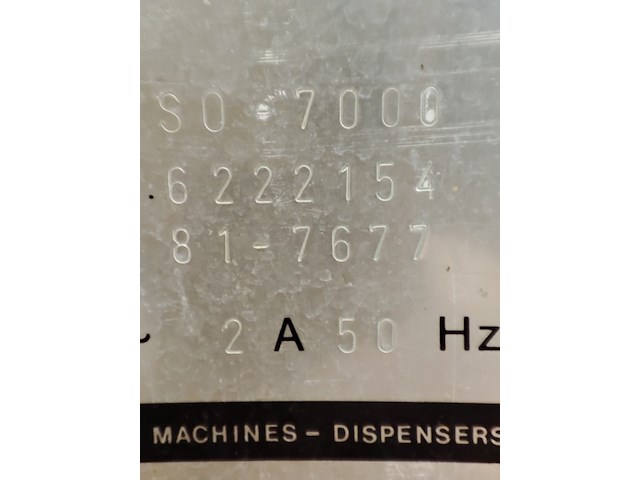 SO-7000
6222154
81-7677
~ 2 A 50 Hz
MACHINES - DISPENSERS